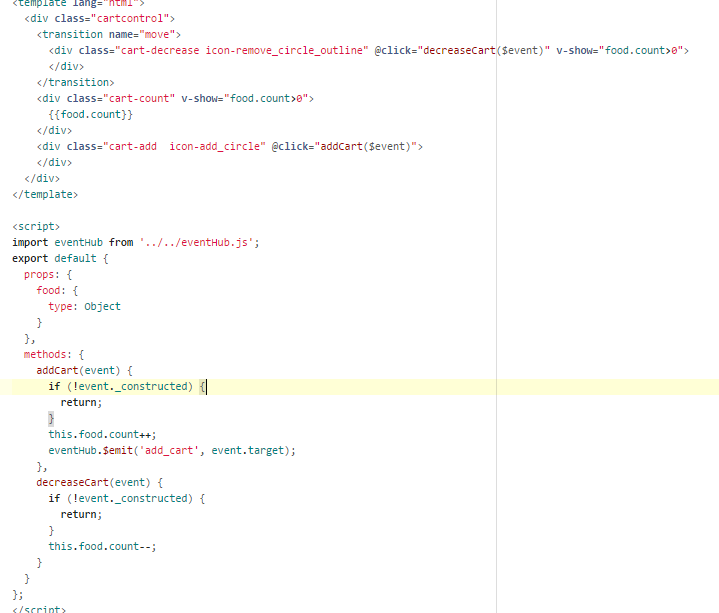 <template lang="html">
  <div class="cartcontrol">
    <transition name="move">
      <div class="cart-decrease icon-remove_circle_outline" @click="decreaseCart($event)" v-show="food.count>0">
      </div>
    </transition>
    <div class="cart-count" v-show="food.count>0">
      {{food.count}}
    </div>
    <div class="cart-add  icon-add_circle" @click="addCart($event)">
    </div>
  </div>
</template>

<script>
import eventHub from '../../eventHub.js';
export default {
  props: {
    food: {
      type: Object
    }
  },
  methods: {
    addCart(event) {
      if (!event._constructed) {
        return;
      }
      this.food.count++;
      eventHub.$emit('add_cart', event.target);
    },
    decreaseCart(event) {
      if (!event._constructed) {
        return;
      }
      this.food.count--;
    }
  }
};
</script>